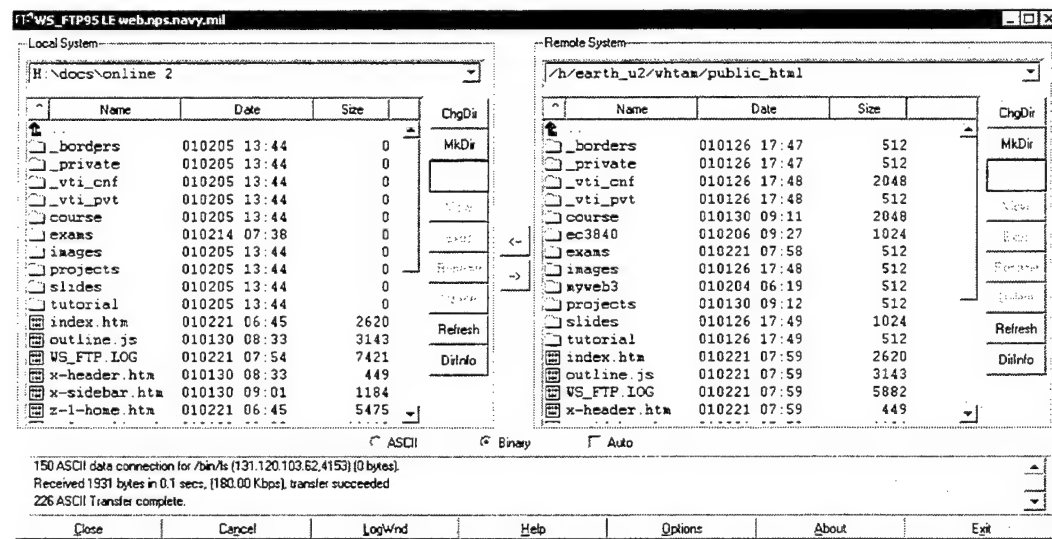 WS_FTP95 LE web.nps.navy.mil
Local System
H:\docs\online 2
^ Name Date Size
ChgDir
..
_borders 010205 13:44 0
MkDir
_private 010205 13:44 0
_vti_cnf 010205 13:44 0
_vti_pvt 010205 13:44 0
View
course 010205 13:44 0
exams 010214 07:38 0
images 010205 13:44 0
projects 010205 13:44 0
slides 010205 13:44 0
tutorial 010205 13:44 0
index.htm 010221 06:45 2620
Refresh
outline.js 010130 08:33 3143
WS_FTP.LOG 010221 07:54 7421
DirInfo
x-header.htm 010130 08:33 449
x-sidebar.htm 010130 09:01 1184
z-1-home.htm 010221 06:45 5475
<-
->
Remote System
/h/earth_u2/whtam/public_html
^ Name Date Size
ChgDir
..
_borders 010126 17:47 512
MkDir
_private 010126 17:47 512
_vti_cnf 010126 17:48 2048
_vti_pvt 010126 17:48 512
View
course 010130 09:11 2048
ec3840 010206 09:27 1024
exams 010221 07:58 512
images 010126 17:48 512
myweb3 010204 06:19 512
projects 010130 09:12 512
slides 010126 17:49 1024
Refresh
tutorial 010126 17:49 512
index.htm 010221 07:59 2620
DirInfo
outline.js 010221 07:59 3143
WS_FTP.LOG 010221 07:59 5882
x-header.htm 010221 07:59 449
ASCII Binary Auto
150 ASCII data connection for /bin/ls (131.120.103.62,4153) (0 bytes).
Received 1931 bytes in 0.1 secs, (180.00 Kbps), transfer succeeded
226 ASCII Transfer complete.
Close Cancel LogWnd Help Options About Exit